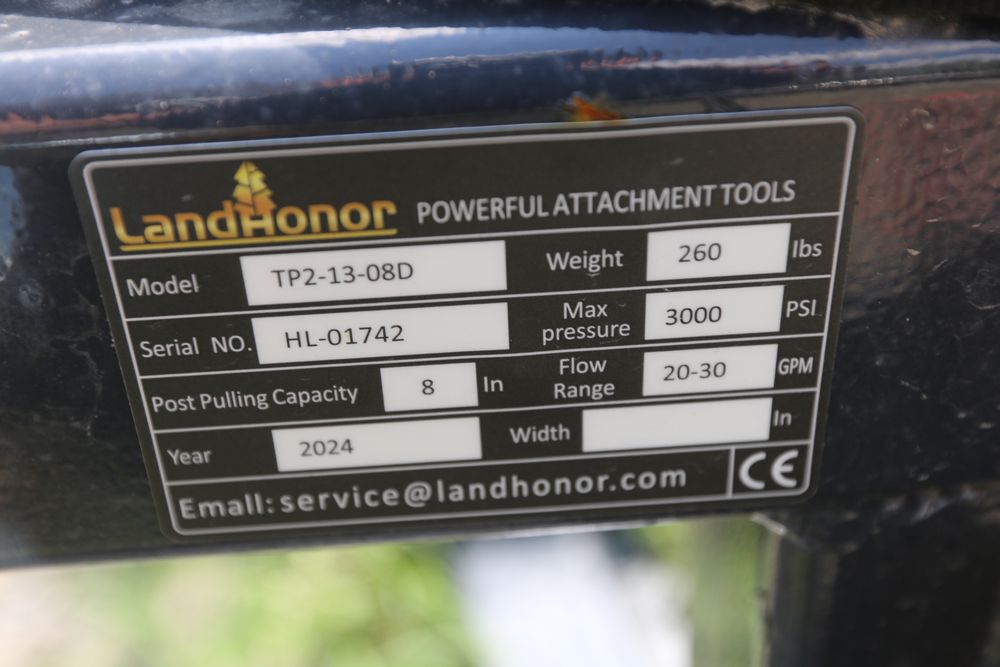 LandHonor POWERFUL ATTACHMENT TOOLS
Model TP2-13-08D Weight 260 lbs
Serial NO. HL-01742 Max pressure 3000 PSI
Post Pulling Capacity 8 In Flow Range 20-30 GPM
Year 2024 Width In
Emall: service@landhonor.com CE